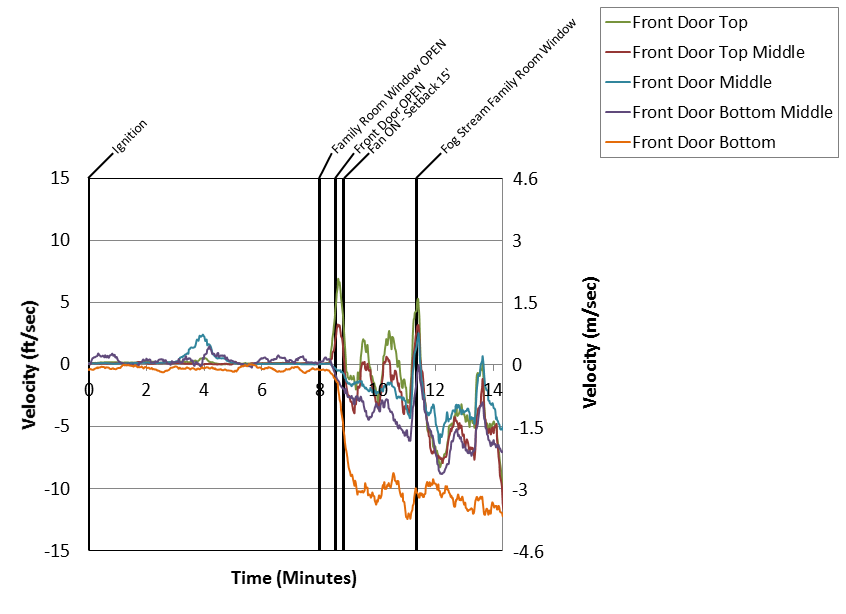 Front Door Top
Front Door Top Middle
Front Door Middle
Front Door Bottom Middle
Front Door Bottom
Ignition
Family Room Window OPEN
Front Door OPEN
Fan ON - Setback 15'
Fog Stream Family Room Window
15
10
5
0
-5
-10
-15
4.6
3
1.5
0
-1.5
-3
-4.6
0
2
4
6
8
10
12
14
Velocity (ft/sec)
Velocity (m/sec)
Time (Minutes)